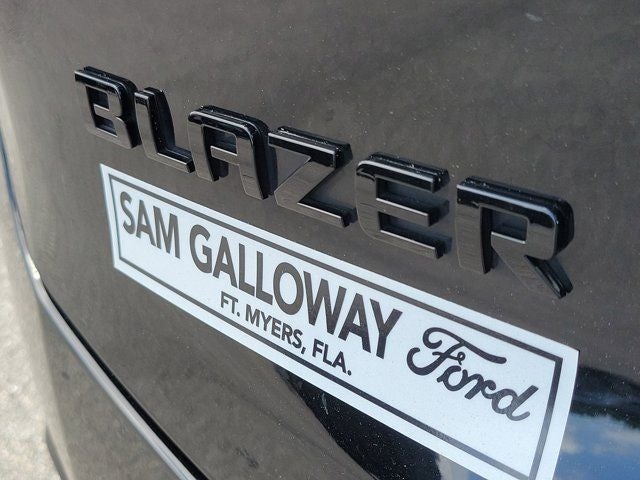 BLAZER
SAM GALLOWAY Ford
FT. MYERS, FLA.